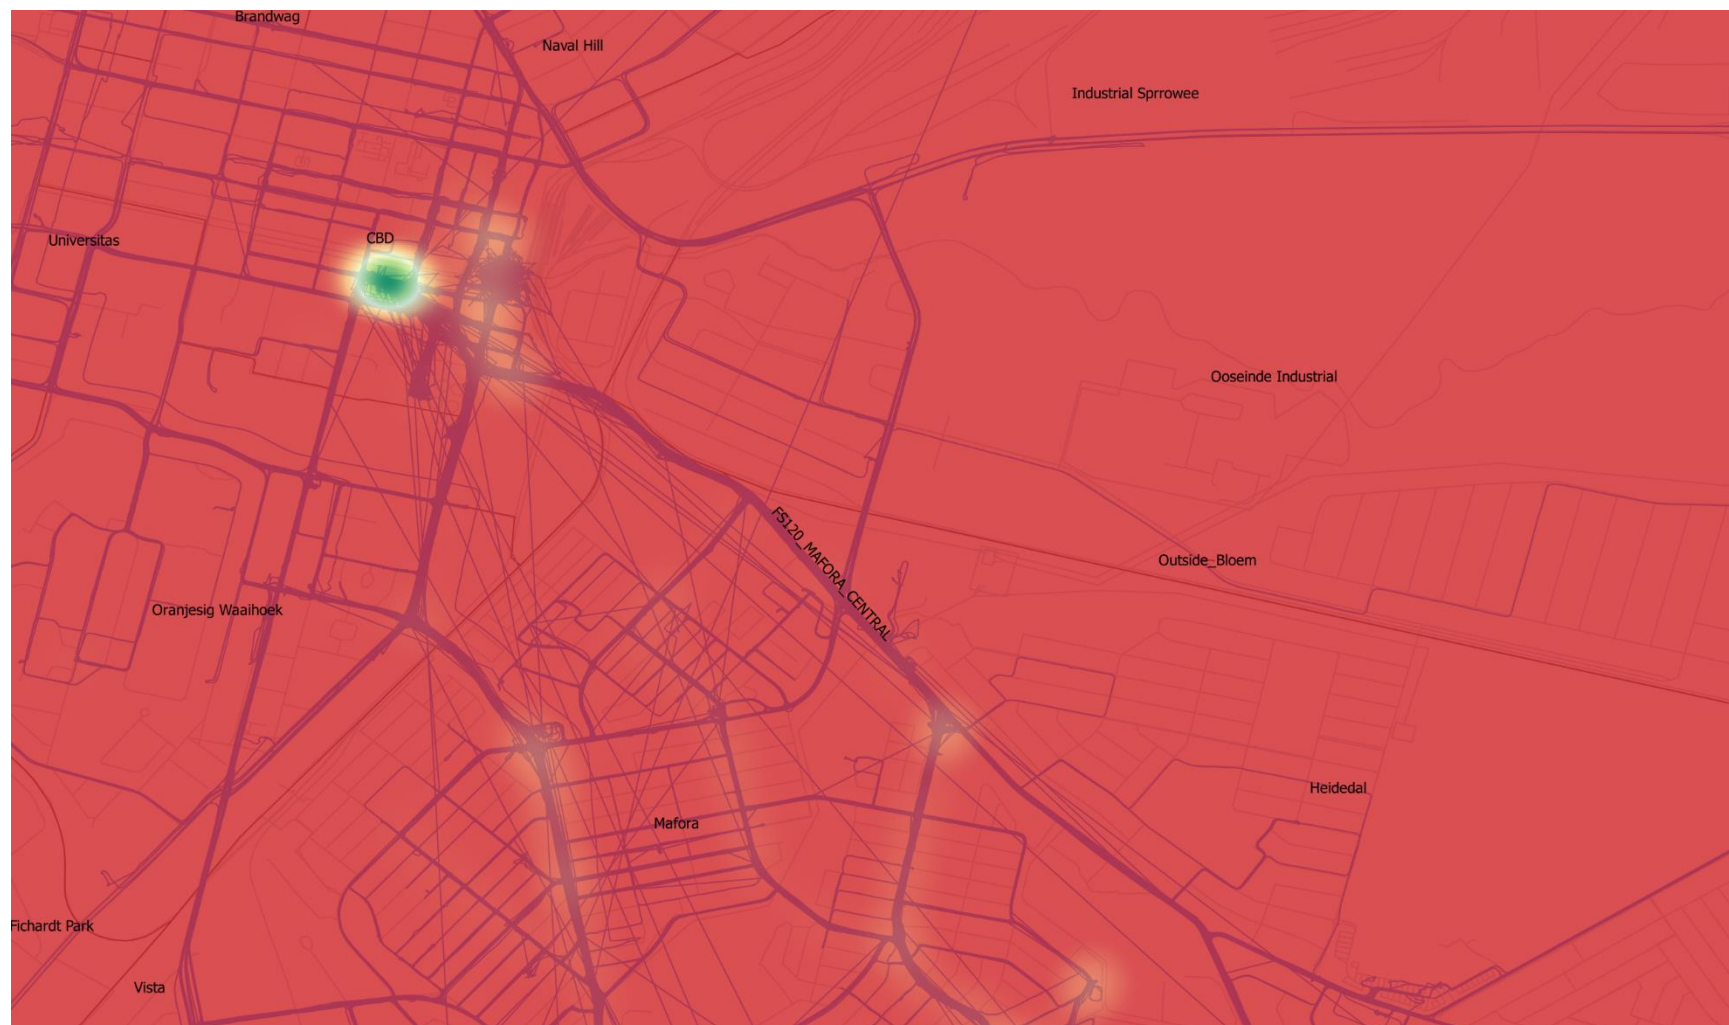 Brandwag
Naval Hill
Industrial Sprrowee
CBD
Universitas
Ooseinde Industrial
FS120_MAFORA_CENTRAL
Outside_Bloem
Oranjesig Waaihoek
Heidedal
Mafora
Fichardt Park
Vista